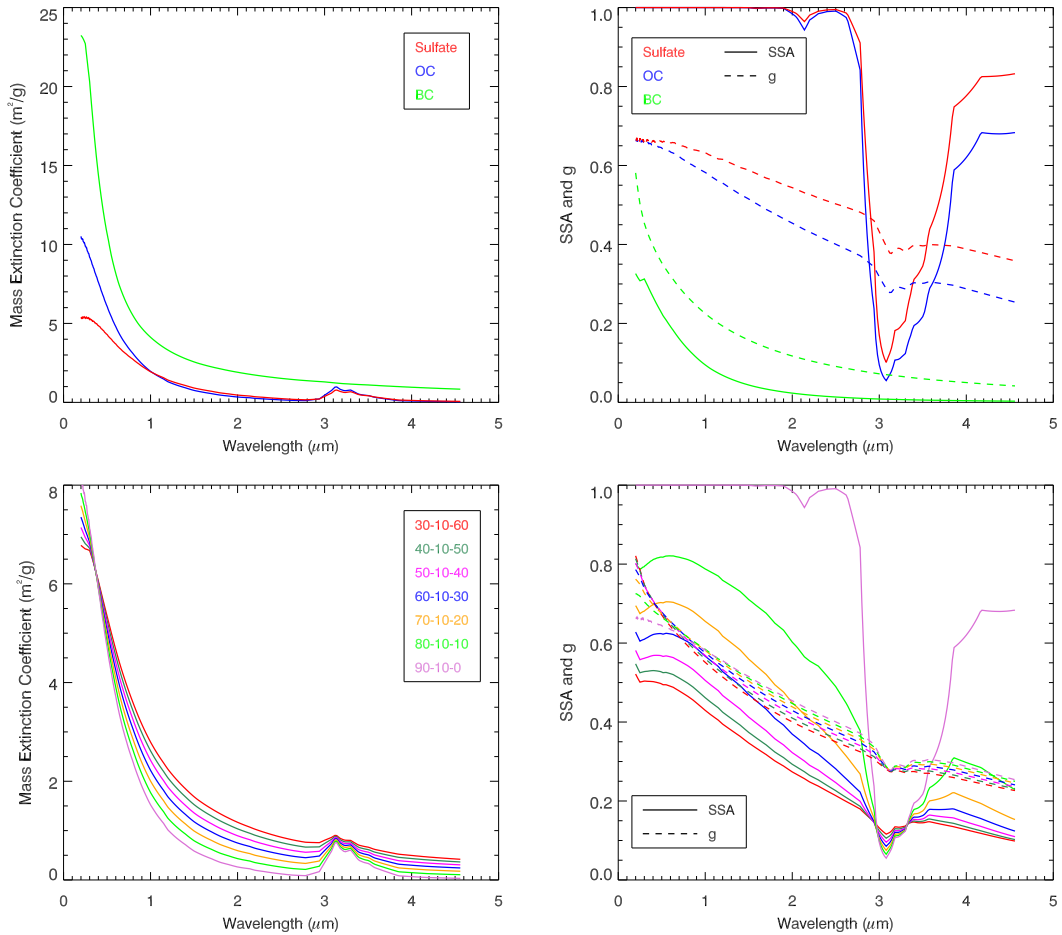 Mass Extinction Coefficient (m²/g)
25
20
15
10
5
0
Sulfate
OC
BC
0 1 2 3 4 5
Wavelength (μm)
SSA and g
1.0
0.8
0.6
0.4
0.2
0.0
Sulfate SSA
OC g
BC
0 1 2 3 4 5
Wavelength (μm)
Mass Extinction Coefficient (m²/g)
8
6
4
2
0
30-10-60
40-10-50
50-10-40
60-10-30
70-10-20
80-10-10
90-10-0
0 1 2 3 4 5
Wavelength (μm)
SSA and g
1.0
0.8
0.6
0.4
0.2
0.0
SSA
g
0 1 2 3 4 5
Wavelength (μm)